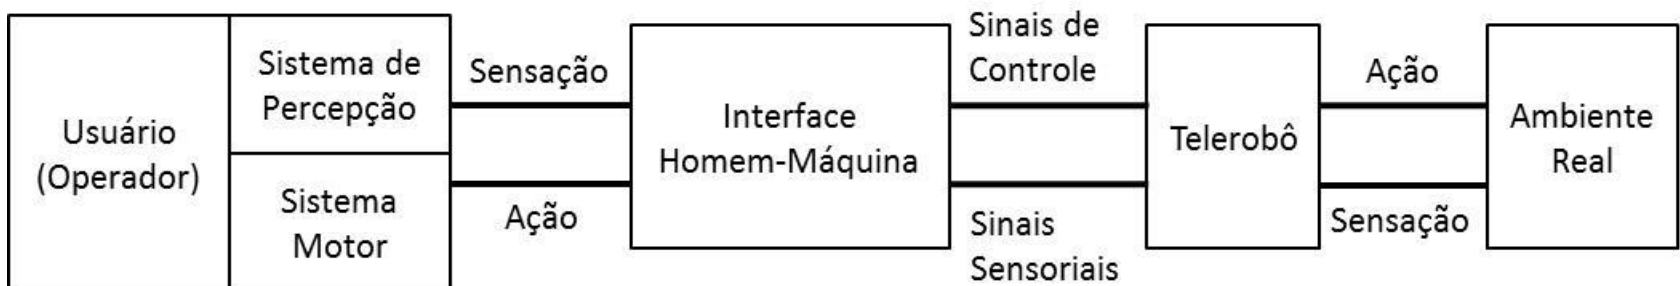 Usuário
(Operador)
Sistema de
Percepção
Sistema
Motor
Sensação
Ação
Interface
Homem-Máquina
Sinais de
Controle
Sinais
Sensoriais
Telerobô
Ação
Sensação
Ambiente
Real